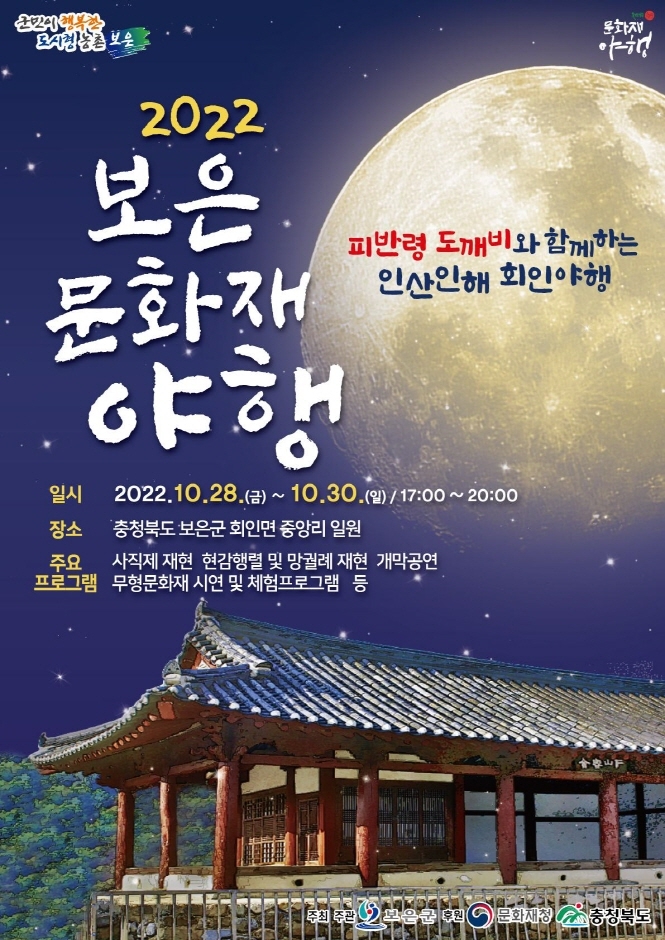 군민이 행복한
도시형 농촌 보은
문화재
야행
2022
보은
문화재
야행
피반령 도깨비와 함께하는
인산인해 회인야행
일시 2022.10.28.(금) ~ 10.30.(일) / 17:00 ~ 20:00
장소 충청북도 보은군 회인면 중앙리 일원
주요 프로그램 사직제 재현 현감행렬 및 망궐례 재현 개막공연
무형문화재 시연 및 체험프로그램 등
주최 주관 보은군 후원 문화재청 충청북도